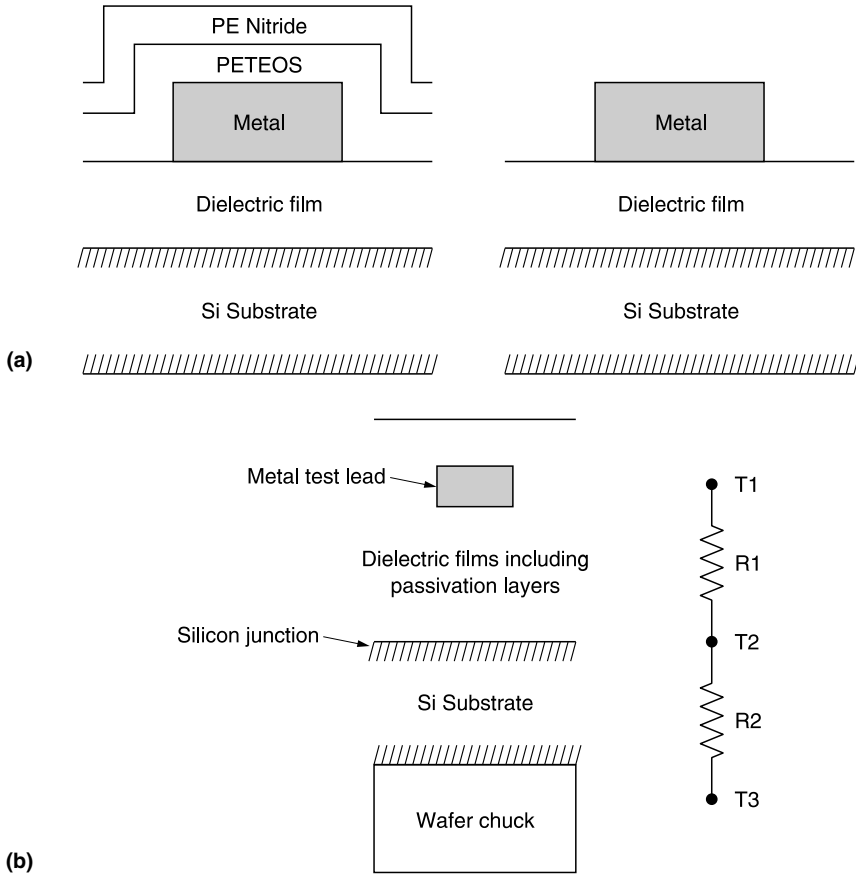 PE Nitride
PETEOS
Metal
Metal
Dielectric film
Dielectric film
Si Substrate
Si Substrate
(a)
Metal test lead
T1
Dielectric films including
passivation layers
R1
Silicon junction
T2
Si Substrate
R2
T3
Wafer chuck
(b)